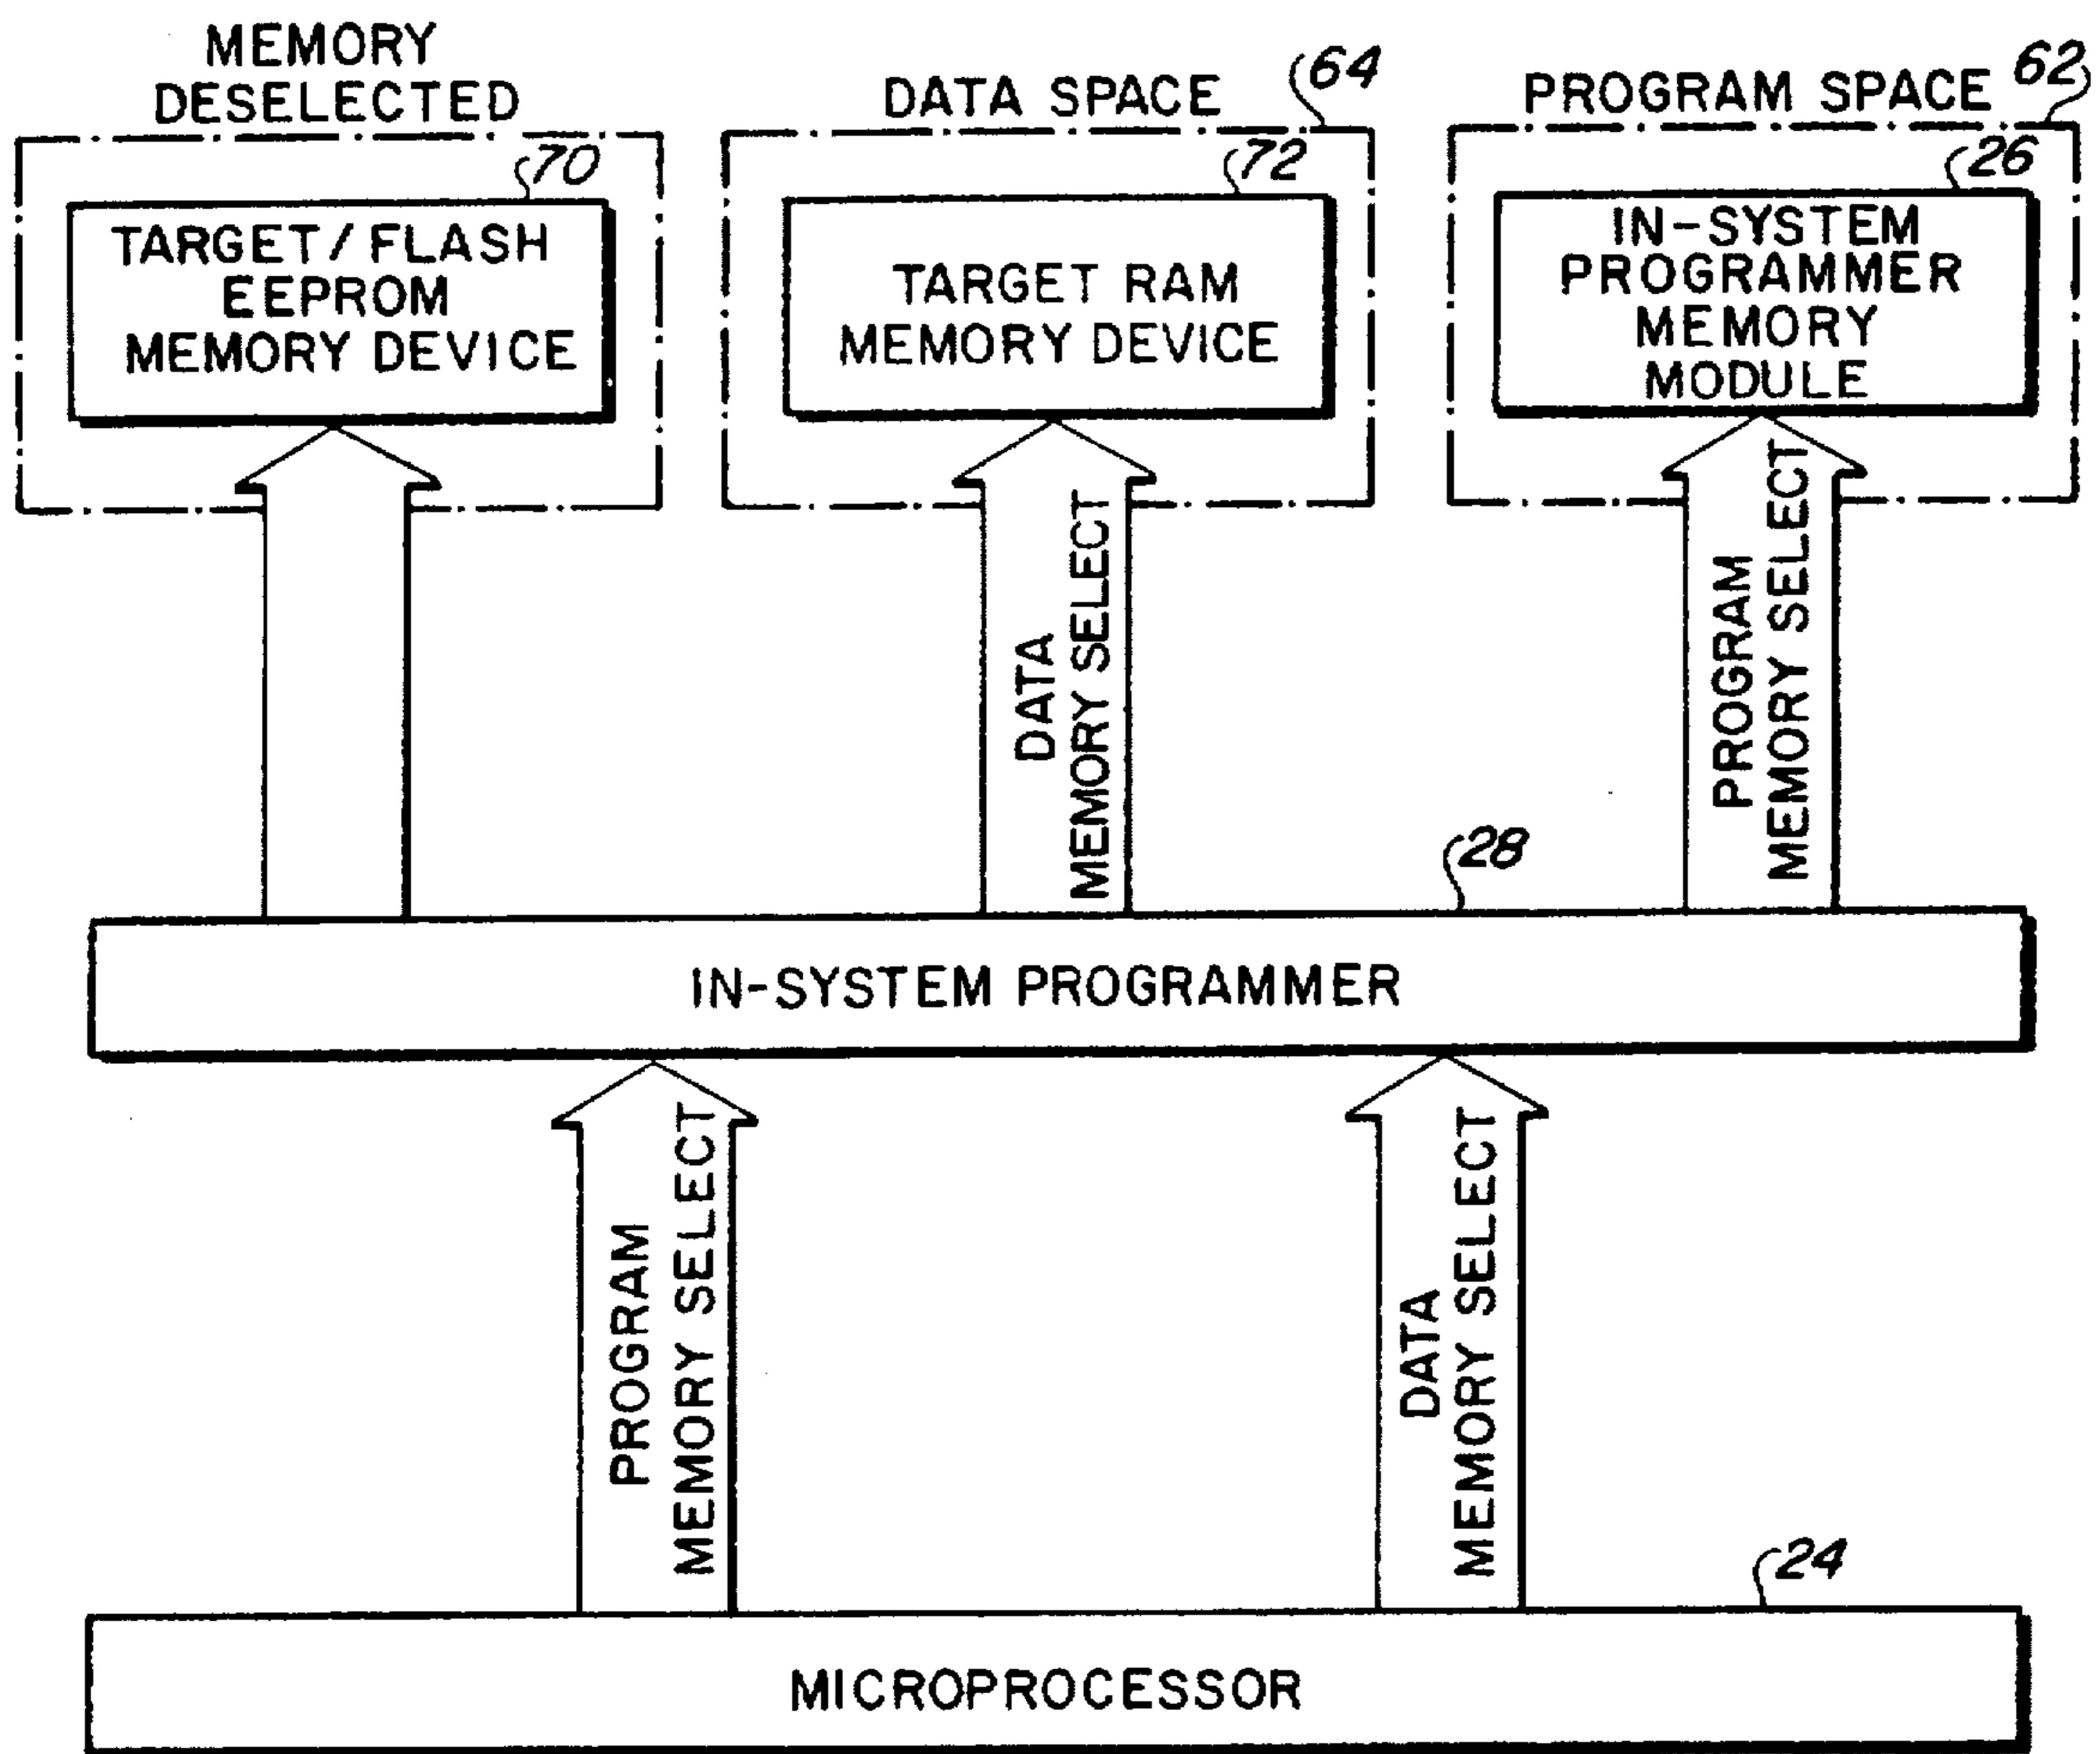 MEMORY
DESELECTED
70
TARGET/FLASH
EEPROM
MEMORY DEVICE
DATA SPACE
64
72
TARGET RAM
MEMORY DEVICE
PROGRAM SPACE
62
26
IN-SYSTEM
PROGRAMMER
MEMORY
MODULE
DATA
MEMORY SELECT
PROGRAM
MEMORY SELECT
28
IN-SYSTEM PROGRAMMER
PROGRAM
MEMORY SELECT
DATA
MEMORY SELECT
24
MICROPROCESSOR